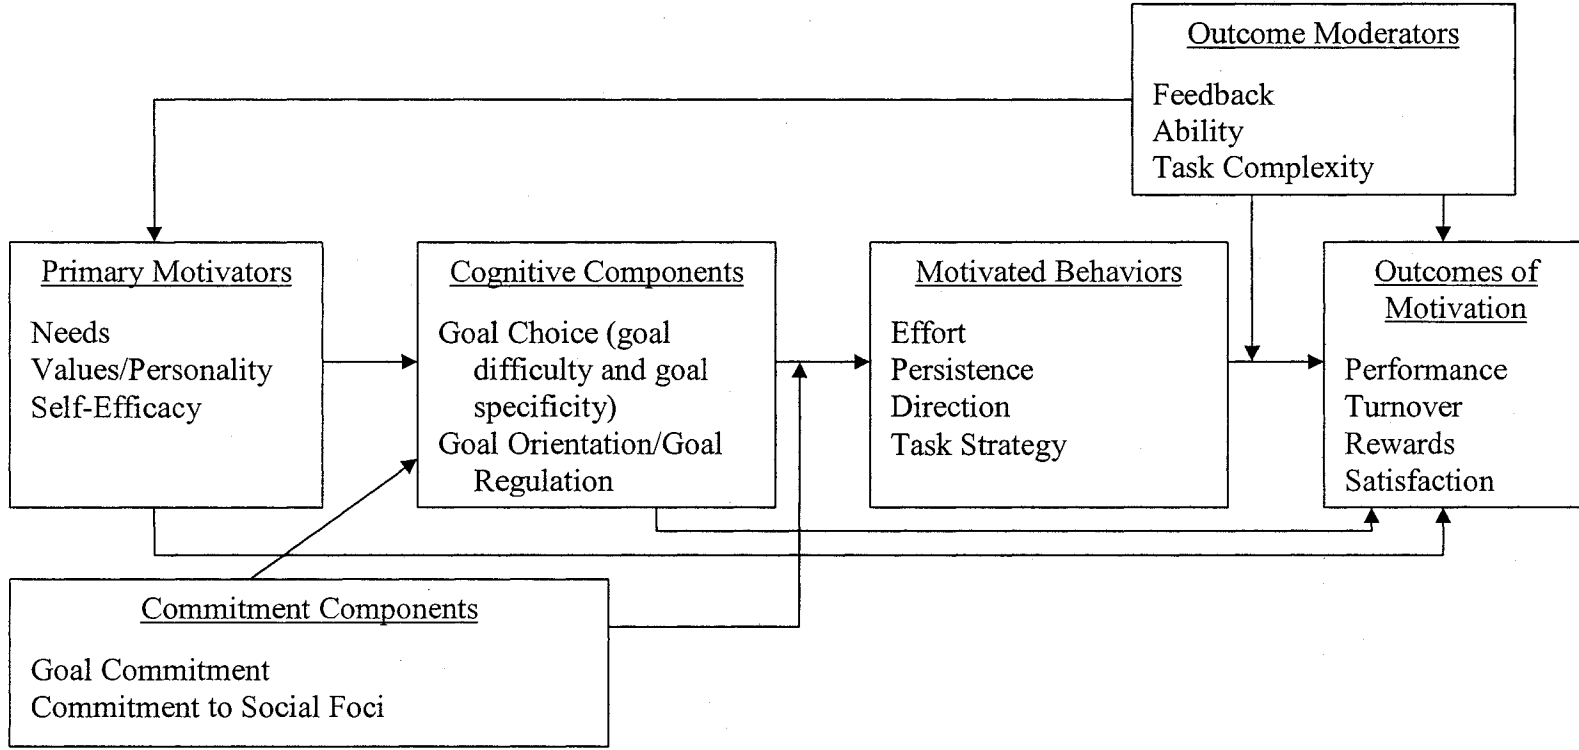 Outcome Moderators
Feedback
Ability
Task Complexity
Primary Motivators
Needs
Values/Personality
Self-Efficacy
Cognitive Components
Goal Choice (goal
difficulty and goal
specificity)
Goal Orientation/Goal
Regulation
Motivated Behaviors
Effort
Persistence
Direction
Task Strategy
Outcomes of
Motivation
Performance
Turnover
Rewards
Satisfaction
Commitment Components
Goal Commitment
Commitment to Social Foci